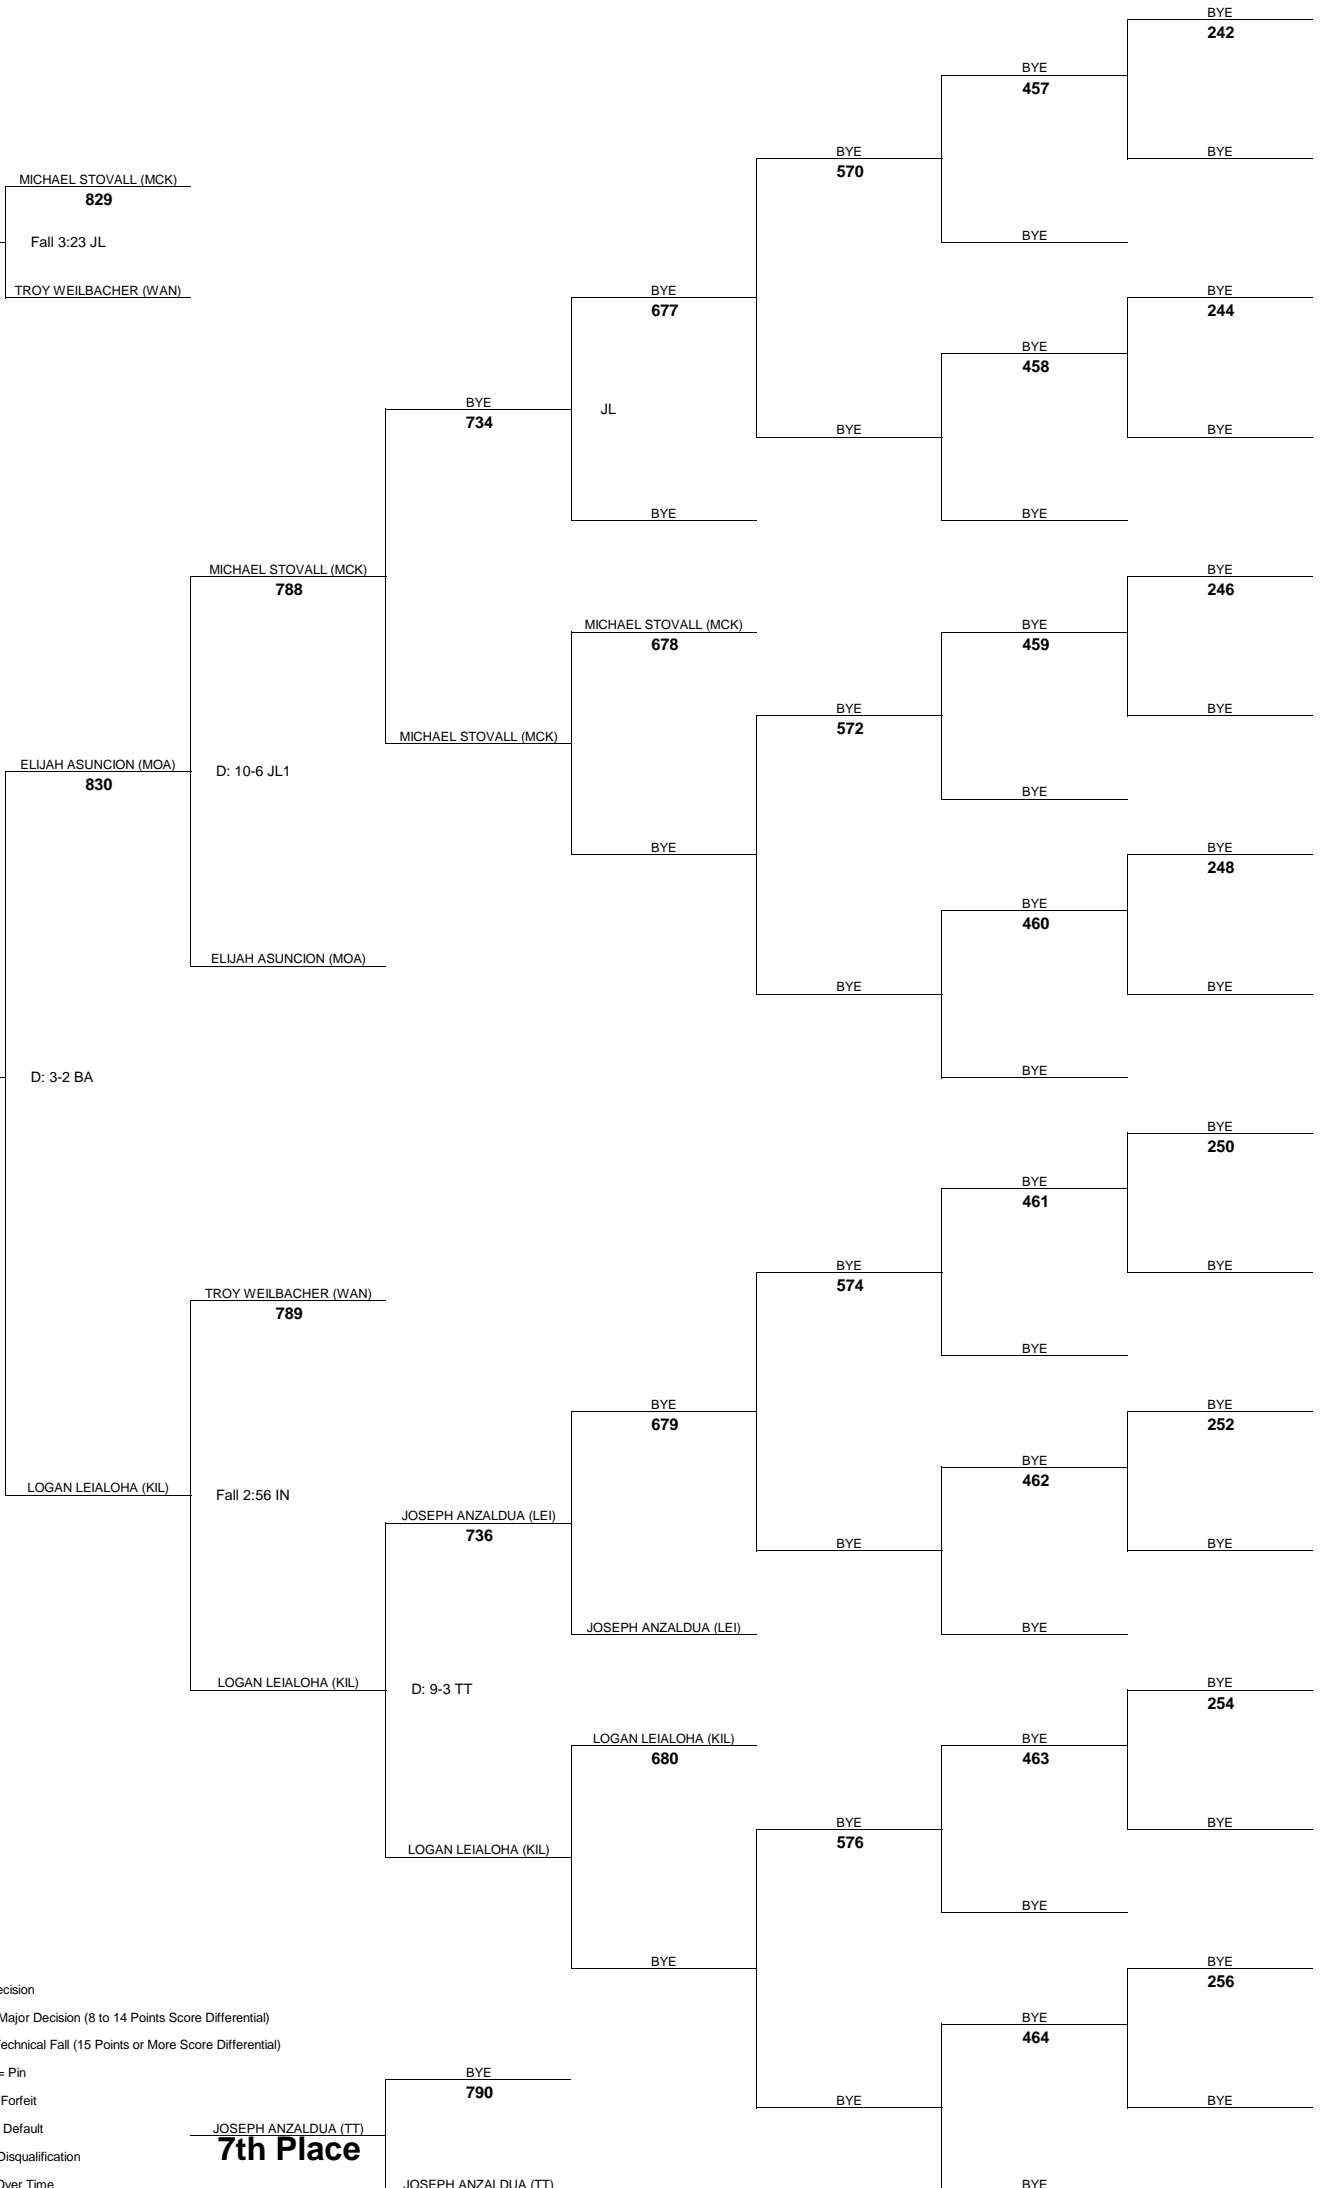 BYE
242
BYE
457
BYE
570
BYE
MICHAEL STOVALL (MCK)
829
Fall 3:23 JL
BYE
TROY WEILBACHER (WAN)
BYE
677
BYE
244
BYE
458
BYE
734
JL
BYE
BYE
BYE
BYE
MICHAEL STOVALL (MCK)
788
BYE
246
MICHAEL STOVALL (MCK)
678
BYE
459
BYE
572
BYE
MICHAEL STOVALL (MCK)
ELIJAH ASUNCION (MOA)
830
D: 10-6 JL1
BYE
BYE
BYE
248
BYE
460
ELIJAH ASUNCION (MOA)
BYE
BYE
D: 3-2 BA
BYE
BYE
250
BYE
461
BYE
574
BYE
TROY WEILBACHER (WAN)
789
BYE
BYE
679
BYE
252
BYE
462
LOGAN LEIALOHA (KIL)
Fall 2:56 IN
JOSEPH ANZALDUA (LEI)
736
BYE
BYE
JOSEPH ANZALDUA (LEI)
BYE
LOGAN LEIALOHA (KIL)
D: 9-3 TT
BYE
254
LOGAN LEIALOHA (KIL)
680
BYE
463
BYE
576
BYE
LOGAN LEIALOHA (KIL)
BYE
BYE
BYE
256
ecision
Major Decision (8 to 14 Points Score Differential)
BYE
464
echnical Fall (15 Points or More Score Differential)
= Pin
BYE
790
Forfeit
BYE
BYE
Default
JOSEPH ANZALDUA (TT)
7th Place
Disqualification
Over Time
JOSEPH ANZALDUA (TT)
BYE